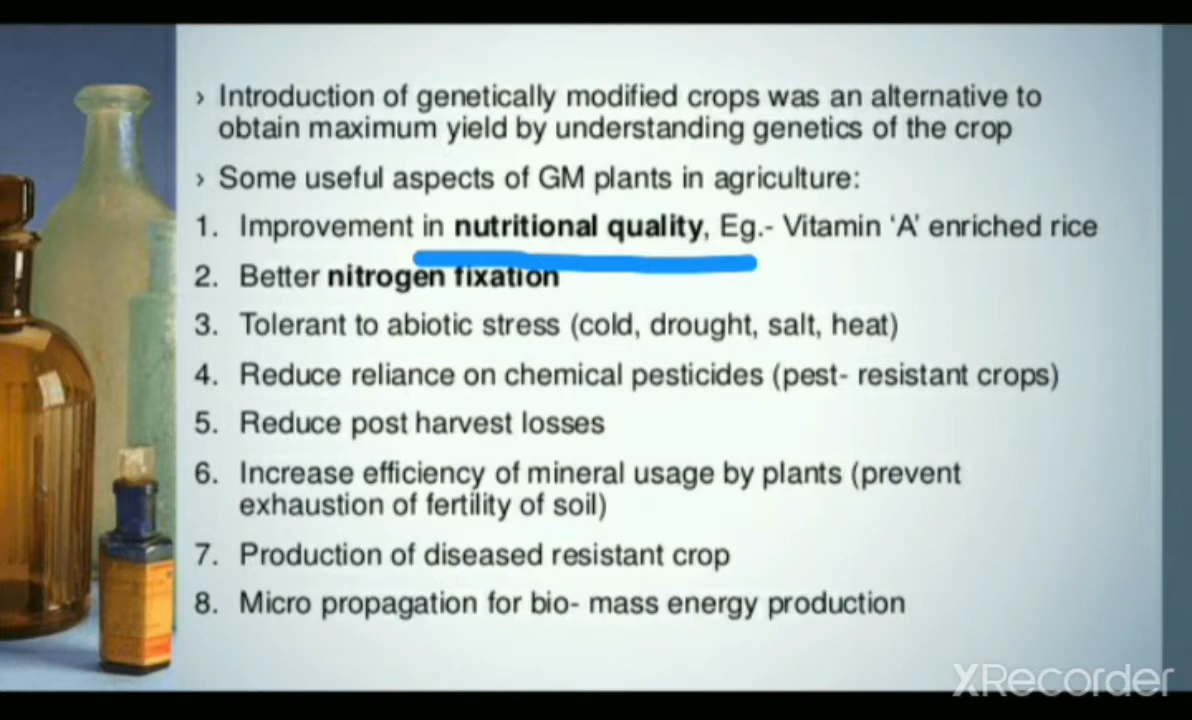 › Introduction of genetically modified crops was an alternative to
obtain maximum yield by understanding genetics of the crop
› Some useful aspects of GM plants in agriculture:
1. Improvement in nutritional quality, Eg.- Vitamin ‘A’ enriched rice
2. Better nitrogen fixation
3. Tolerant to abiotic stress (cold, drought, salt, heat)
4. Reduce reliance on chemical pesticides (pest- resistant crops)
5. Reduce post harvest losses
6. Increase efficiency of mineral usage by plants (prevent
exhaustion of fertility of soil)
7. Production of diseased resistant crop
8. Micro propagation for bio- mass energy production
XRecorder